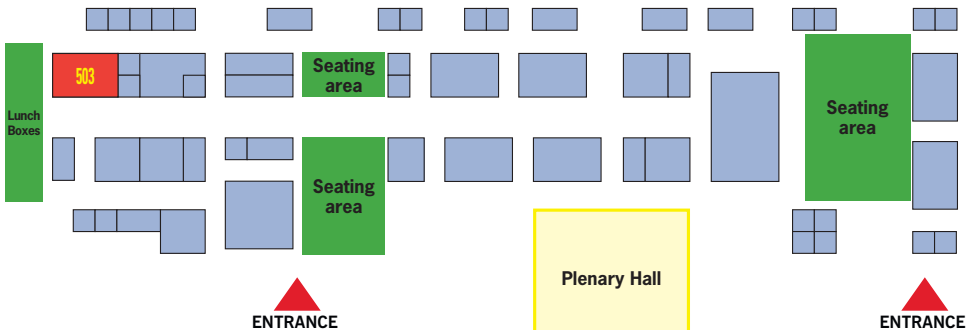 503
Seating
area
Lunch
Boxes
Seating
area
Seating
area
Plenary Hall
ENTRANCE
ENTRANCE